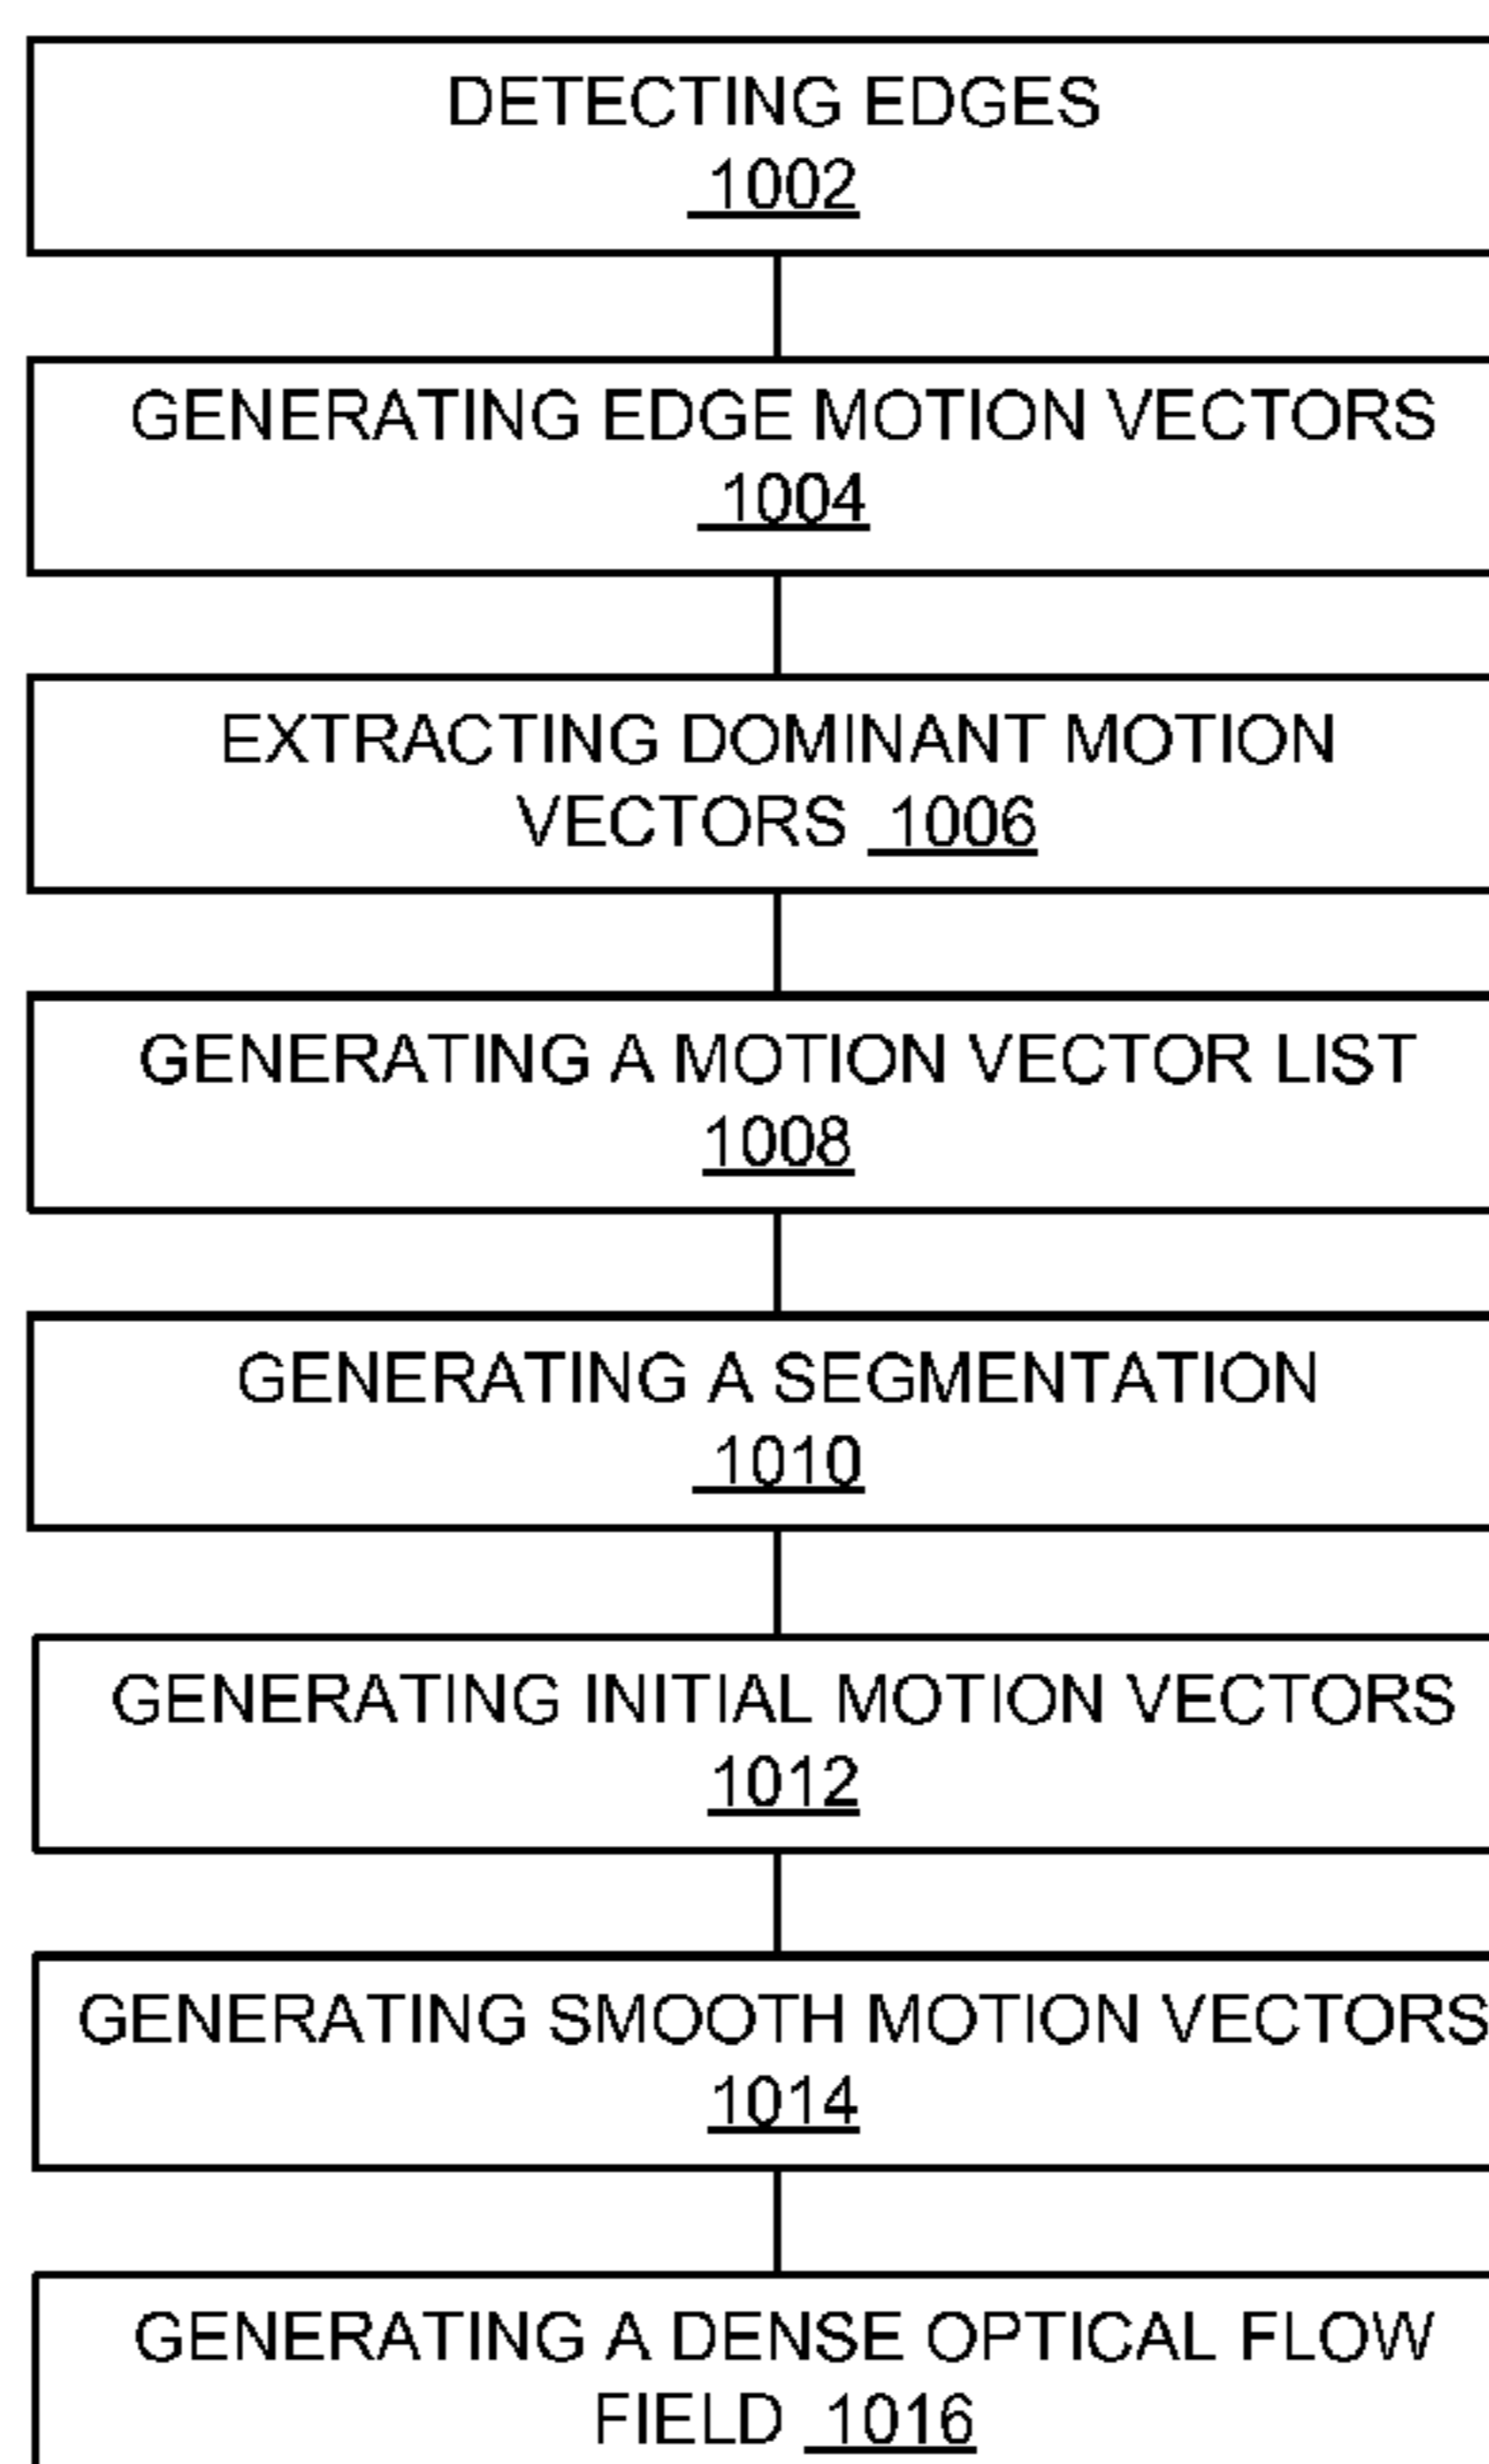 DETECTING EDGES
1002
GENERATING EDGE MOTION VECTORS
1004
EXTRACTING DOMINANT MOTION
VECTORS 1006
GENERATING A MOTION VECTOR LIST
1008
GENERATING A SEGMENTATION
1010
GENERATING INITIAL MOTION VECTORS
1012
GENERATING SMOOTH MOTION VECTORS
1014
GENERATING A DENSE OPTICAL FLOW
FIELD 1016